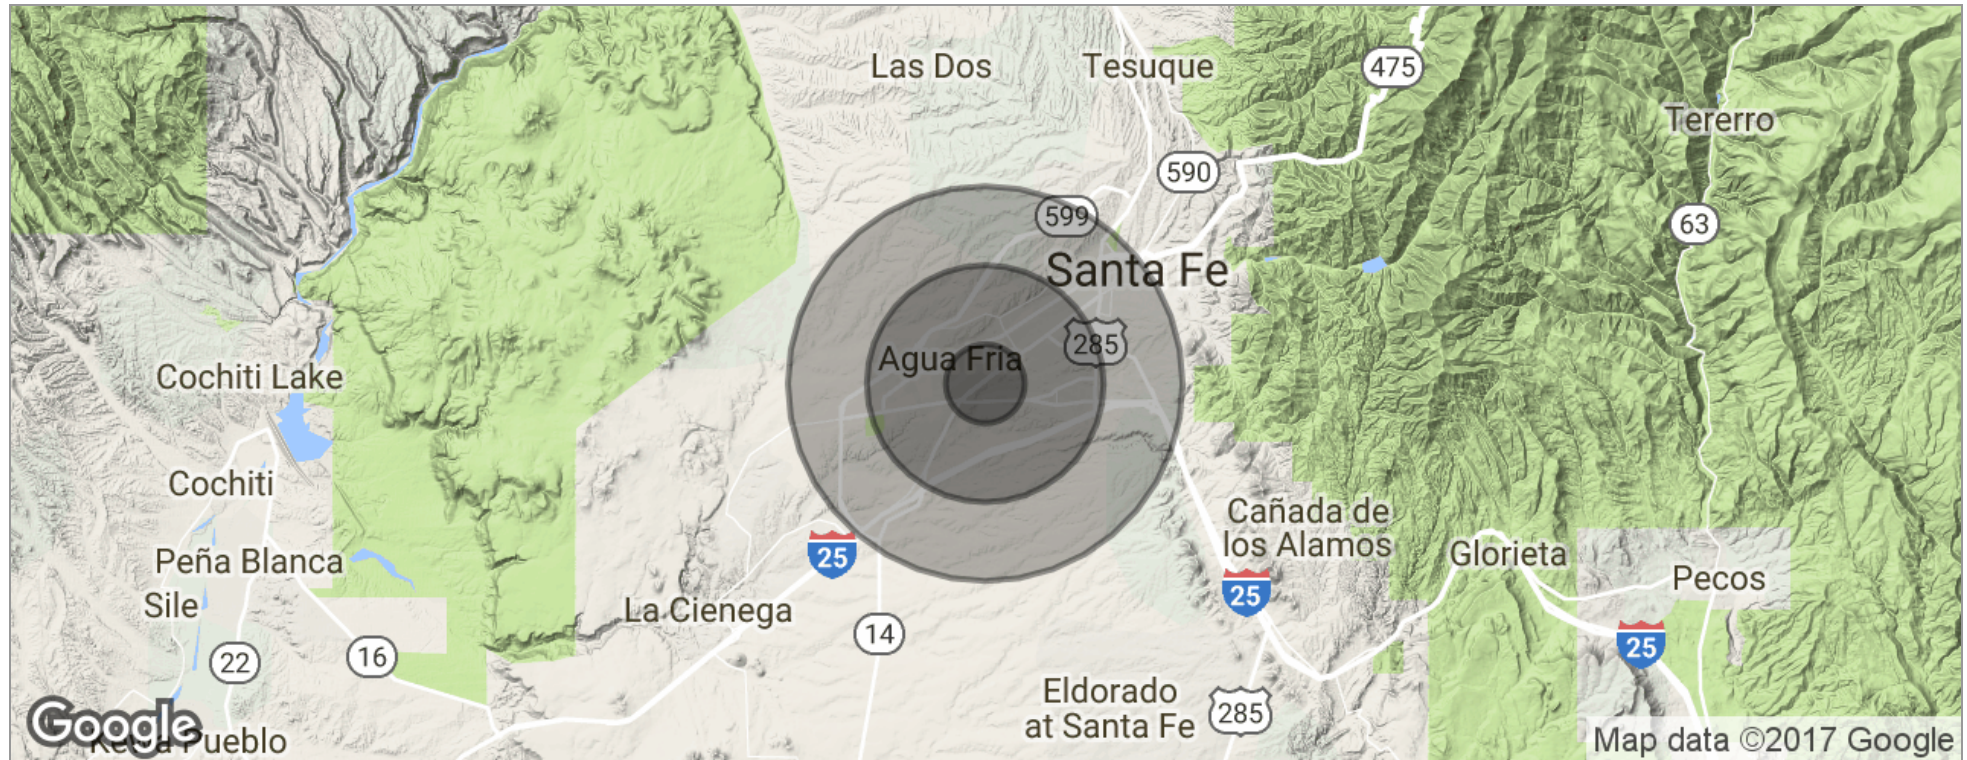 Las Dos
Tesuque
475
Tererro
590
599
63
Santa Fe
285
Agua Fria
Cochiti Lake
Cochiti
Cañada de
los Alamos
25
Glorieta
Peña Blanca
25
Pecos
Sile
La Cienega
14
25
22
16
Eldorado
at Santa Fe
285
Google
Kewa Pueblo
Map data ©2017 Google